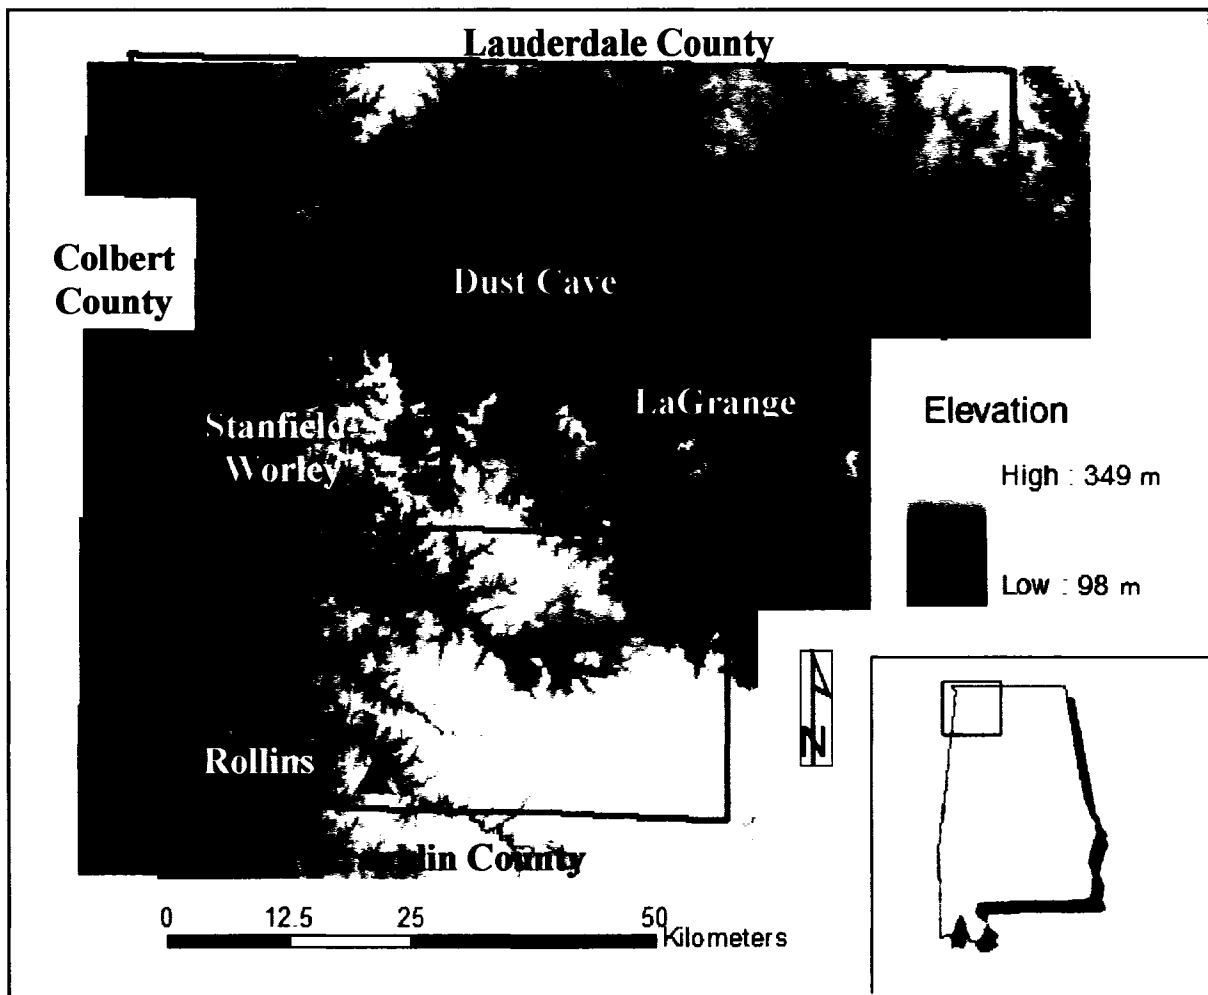 Lauderdale County
Colbert
County
Dust Cave
LaGrange
Stanfield-
Worley
Elevation
High : 349 m
Low : 98 m
Rollins
County
0 12.5 25 50
Kilometers
N